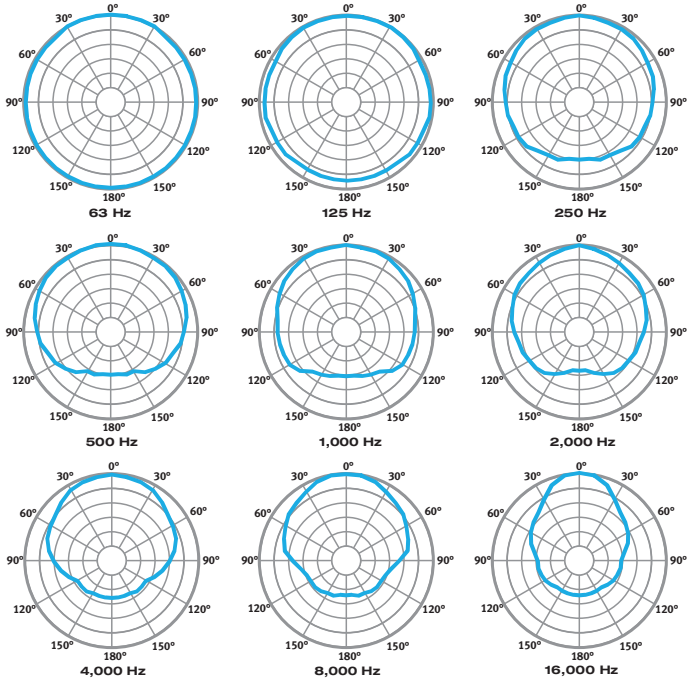 0° 0° 0°
30° 30° 30° 30° 30° 30°
60° 60° 60° 60° 60° 60°
90° 90° 90° 90° 90° 90°
120° 120° 120° 120° 120° 120°
150° 150° 150° 150° 150° 150°
180° 180° 180°
63 Hz 125 Hz 250 Hz
0° 0° 0°
30° 30° 30° 30° 30° 30°
60° 60° 60° 60° 60° 60°
90° 90° 90° 90° 90° 90°
120° 120° 120° 120° 120° 120°
150° 150° 150° 150° 150° 150°
180° 180° 180°
500 Hz 1,000 Hz 2,000 Hz
0° 0° 0°
30° 30° 30° 30° 30° 30°
60° 60° 60° 60° 60° 60°
90° 90° 90° 90° 90° 90°
120° 120° 120° 120° 120° 120°
150° 150° 150° 150° 150° 150°
180° 180° 180°
4,000 Hz 8,000 Hz 16,000 Hz